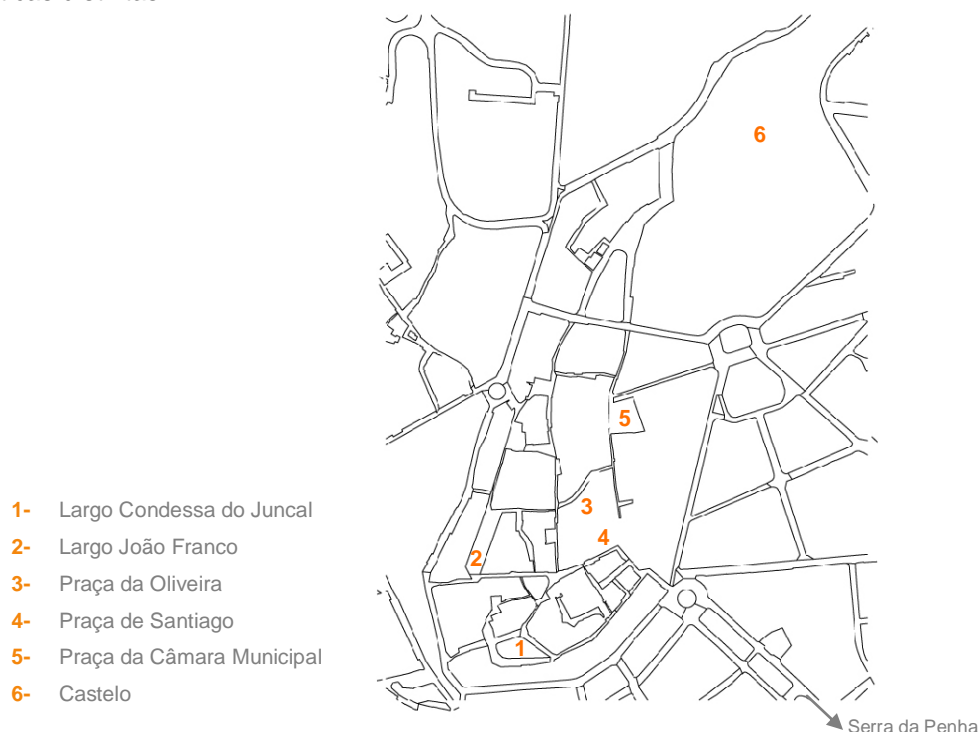 6
5
3
4
2
1
1- Largo Condessa do Juncal
2- Largo João Franco
3- Praça da Oliveira
4- Praça de Santiago
5- Praça da Câmara Municipal
6- Castelo
Serra da Penha